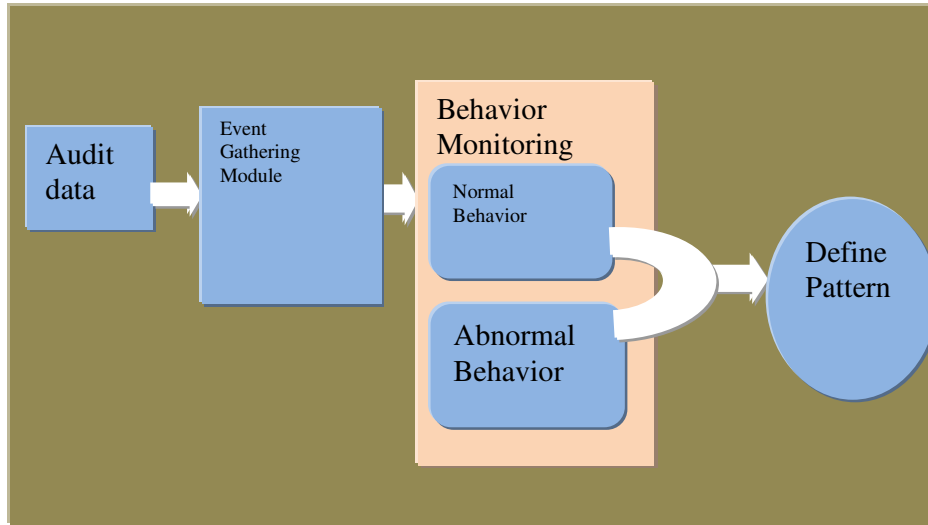 Audit
data
Event
Gathering
Module
Behavior
Monitoring
Normal
Behavior
Abnormal
Behavior
Define
Pattern